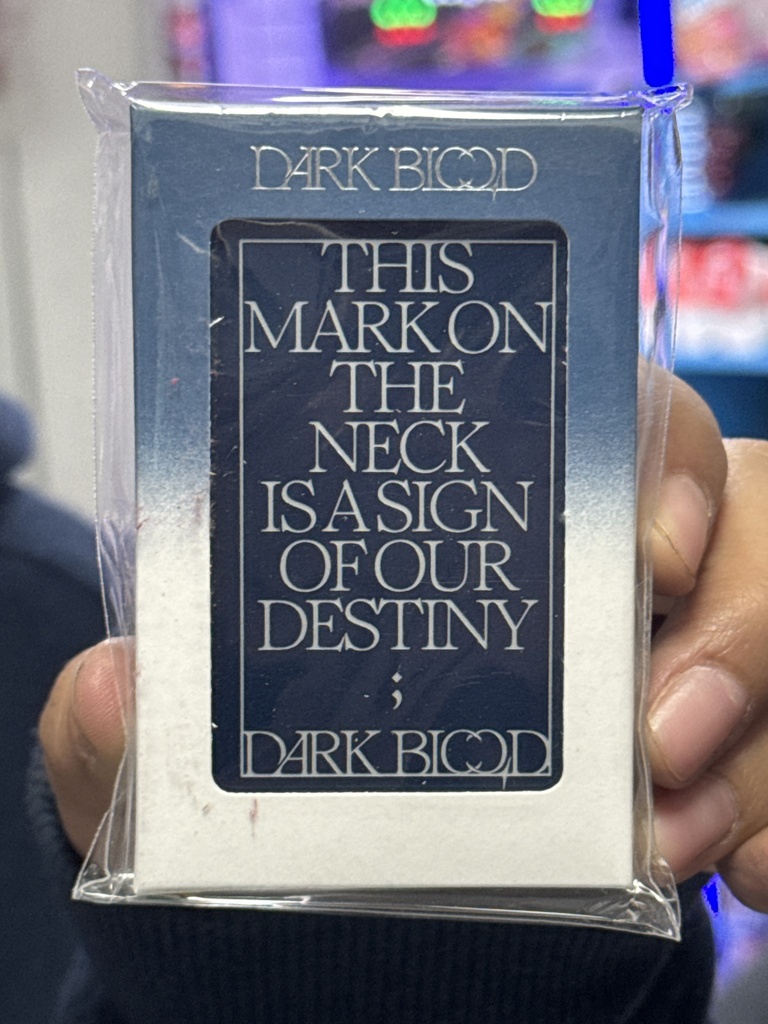 DARK BLOOD
THIS
MARK ON
THE
NECK
IS A SIGN
OF OUR
DESTINY
;
DARK BLOOD